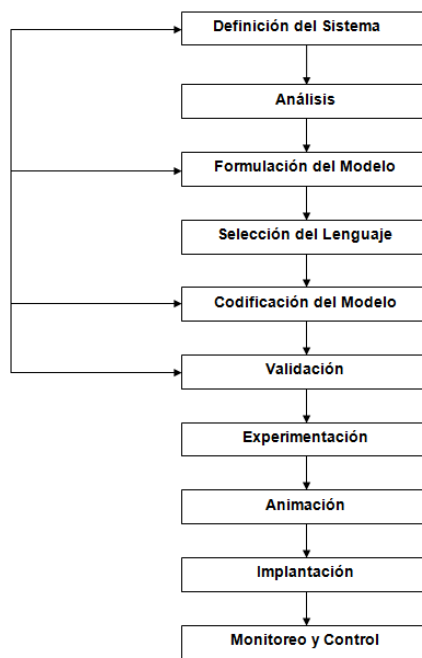 Definición del Sistema
Análisis
Formulación del Modelo
Selección del Lenguaje
Codificación del Modelo
Validación
Experimentación
Animación
Implantación
Monitoreo y Control